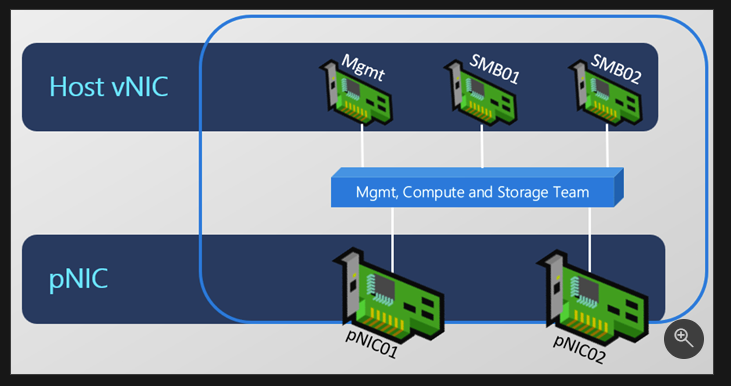 Host vNIC
Mgmt
SMB01
SMB02
Mgmt, Compute and Storage Team
pNIC
pNIC01
pNIC02